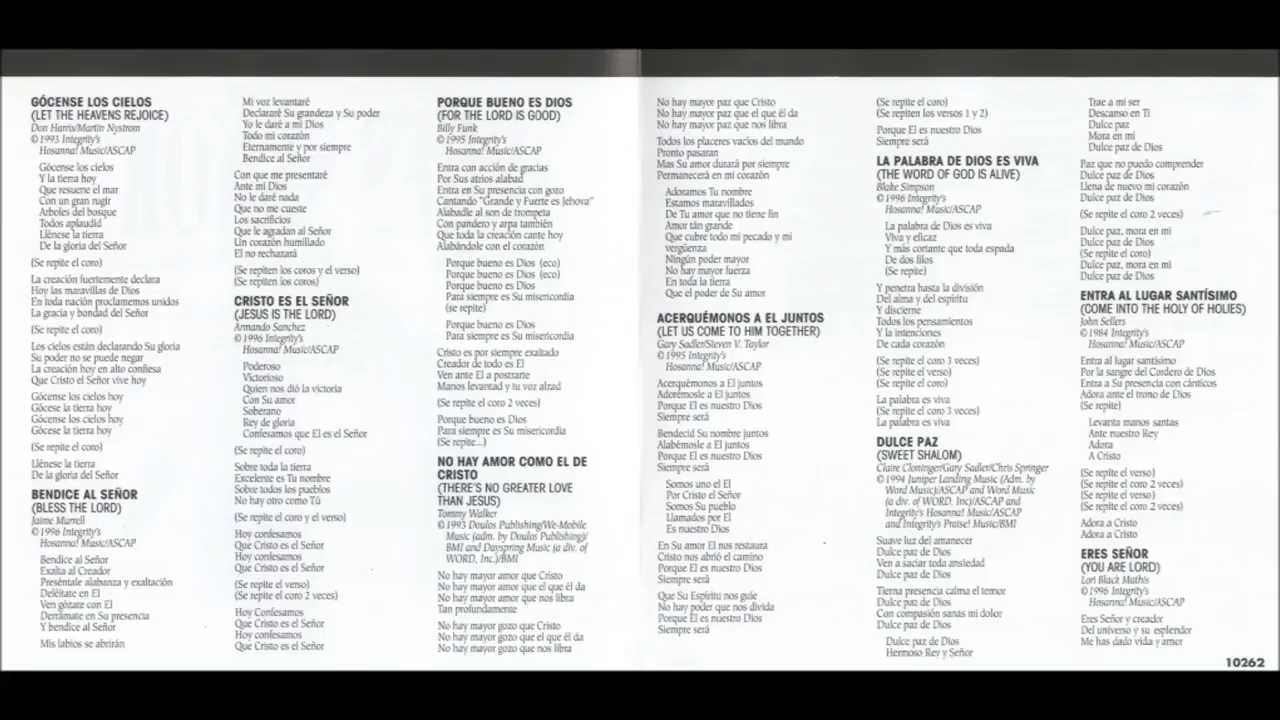 GÓCENSE LOS CIELOS
(LET THE HEAVENS REJOICE)
Don Harris/Martin Nystrom
©1993 Integrity's
Hosanna! Music/ASCAP
Gócense los cielos
Y la tierra hoy
Que resuene el mar
Con un gran rugir
Arboles del bosque
Todos aplaudid
Llénese la tierra
De la gloria del Señor
(Se repite el coro)
La creación fuertemente declara
Hoy las maravillas de Dios
En toda nación proclamemos unidos
La gracia y bondad del Señor
(Se repite el coro)
Los cielos están declarando Su gloria
Su poder no se puede negar
La creación hoy en alto confiesa
Que Cristo el Señor vive hoy
Gócense los cielos hoy
Gócese la tierra hoy
Gócense los cielos hoy
Gócese la tierra hoy
(Se repite el coro)
Llénese la tierra
De la gloria del Señor
BENDICE AL SEÑOR
(BLESS THE LORD)
Jaime Murrell
©1996 Integrity's
Hosanna! Music/ASCAP
Bendice al Señor
Exalta al Creador
Preséntale alabanza y exaltación
Deléitate en El
Ven gózate con El
Derrámate en Su presencia
Y bendice al Señor
Mis labios se abrirán
Mi voz levantaré
Declararé Su grandeza y Su poder
Yo le daré a mi Dios
Todo mi corazón
Eternamente y por siempre
Bendice al Señor
Con que me presentaré
Ante mi Dios
No le daré nada
Que no me cueste
Los sacrificios
Que le agradan al Señor
Un corazón humillado
El no rechazará
(Se repiten los coros y el verso)
(Se repiten los coros)
CRISTO ES EL SEÑOR
(JESUS IS THE LORD)
Armando Sanchez
©1996 Integrity's
Hosanna! Music/ASCAP
Poderoso
Victorioso
Quien nos dió la victoria
Con Su amor
Soberano
Rey de gloria
Confesamos que El es el Señor
(Se repite el coro)
Sobre toda la tierra
Excelente es Tu nombre
Sobre todos los pueblos
No hay otro como Tú
(Se repite el coro y el verso)
Hoy confesamos
Que Cristo es el Señor
Hoy confesamos
Que Cristo es el Señor
(Se repite el verso)
(Se repite el coro 2 veces)
Hoy Confesamos
Que Cristo es el Señor
Hoy confesamos
Que Cristo es el Señor
PORQUE BUENO ES DIOS
(FOR THE LORD IS GOOD)
Billy Funk
©1995 Integrity's
Hosanna! Music/ASCAP
Entra con acción de gracias
Por Sus atrios alabad
Entra en Su presencia con gozo
Cantando "Grande y Fuerte es Jehova"
Alabadle al son de trompeta
Con pandero y arpa también
Que toda la creación cante hoy
Alabándole con el corazón
Porque bueno es Dios (eco)
Porque bueno es Dios (eco)
Porque bueno es Dios
Para siempre es Su misericordia
(se repite)
Porque bueno es Dios
Para siempre es Su misericordia
Cristo es por siempre exaltado
Creador de todo es El
Ven ante El a postrarte
Manos levantad y tu voz alzad
(Se repite el coro 2 veces)
Porque bueno es Dios
Para siempre es Su misericordia
(Se repite...)
NO HAY AMOR COMO EL DE
CRISTO
(THERE'S NO GREATER LOVE
THAN JESUS)
Tommy Walker
©1993 Doulos Publishing/We-Mobile
Music (adm. by Doulos Publishing)/
BMI and Dayspring Music (a div. of
WORD, Inc.)/BMI
No hay mayor amor que Cristo
No hay mayor amor que el que él da
No hay mayor amor que nos libra
Tan profundamente
No hay mayor gozo que Cristo
No hay mayor gozo que el que él da
No hay mayor gozo que nos libra
No hay mayor paz que Cristo
No hay mayor paz que el que él da
No hay mayor paz que nos libra
Todos los placeres vacíos del mundo
Pronto pasaran
Mas Su amor durará por siempre
Permanecerá en mi corazón
Adoramos Tu nombre
Estamos maravillados
De Tu amor que no tiene fin
Amor tán grande
Que cubre todo mi pecado y mi
vergüenza
Ningún poder mayor
No hay mayor fuerza
En toda la tierra
Que el poder de Su amor
ACERQUÉMONOS A EL JUNTOS
(LET US COME TO HIM TOGETHER)
Gary Sadler/Steven V. Taylor
©1995 Integrity's
Hosanna! Music/ASCAP
Acerquémonos a El juntos
Adorémosle a El juntos
Porque El es nuestro Dios
Siempre será
Bendecid Su nombre juntos
Alabémosle a El juntos
Porque El es nuestro Dios
Siempre será
Somos uno el El
Por Cristo el Señor
Somos Su pueblo
Llamados por El
Es nuestro Dios
En Su amor El nos restaura
Cristo nos abrió el camino
Porque El es nuestro Dios
Siempre será
Que Su Espíritu nos guíe
No hay poder que nos divida
Porque El es nuestro Dios
Siempre será
(Se repite el coro)
(Se repiten los versos 1 y 2)
Porque El es nuestro Dios
Siempre será
LA PALABRA DE DIOS ES VIVA
(THE WORD OF GOD IS ALIVE)
Blake Simpson
©1996 Integrity's
Hosanna! Music/ASCAP
La palabra de Dios es viva
Viva y eficaz
Y más cortante que toda espada
De dos filos
(Se repite)
Y penetra hasta la división
Del alma y del espíritu
Y discierne
Todos los pensamientos
Y la intenciones
De cada corazón
(Se repite el coro 3 veces)
(Se repite el verso)
(Se repite el coro)
La palabra es viva
(Se repite el coro 3 veces)
La palabra es viva
DULCE PAZ
(SWEET SHALOM)
Claire Cloninger/Gary Sadler/Chris Springer
©1994 Juniper Landing Music (Adm. by
Word Music)/ASCAP and Word Music
(a div. of WORD, Inc)/ASCAP and
Integrity's Hosanna! Music/ASCAP
and Integrity's Praise! Music/BMI
Suave luz del amanecer
Dulce paz de Dios
Ven a saciar toda ansiedad
Dulce paz de Dios
Tierna presencia calma el temor
Dulce paz de Dios
Con compasión sanas mi dolor
Dulce paz de Dios
Dulce paz de Dios
Hermoso Rey y Señor
Trae a mi ser
Descanso en Ti
Dulce paz
Mora en mi
Dulce paz de Dios
Paz que no puedo comprender
Dulce paz de Dios
Llena de nuevo mi corazón
Dulce paz de Dios
(Se repite el coro 2 veces)
Dulce paz, mora en mi
Dulce paz de Dios
(Se repite el coro)
Dulce paz, mora en mi
Dulce paz de Dios
ENTRA AL LUGAR SANTÍSIMO
(COME INTO THE HOLY OF HOLIES)
John Sellers
©1984 Integrity's
Hosanna! Music/ASCAP
Entra al lugar santísimo
Por la sangre del Cordero de Dios
Entra a Su presencia con cánticos
Adora ante el trono de Dios
(Se repite)
Levanta manos santas
Ante nuestro Rey
Adora
A Cristo
(Se repite el verso)
(Se repite el coro 2 veces)
(Se repite el verso)
(Se repite el coro 2 veces)
Adora a Cristo
Adora a Cristo
ERES SEÑOR
(YOU ARE LORD)
Lori Black Mathis
©1996 Integrity's
Hosanna! Music/ASCAP
Eres Señor y creador
Del universo y su esplendor
Me has dado vida y amor
10262